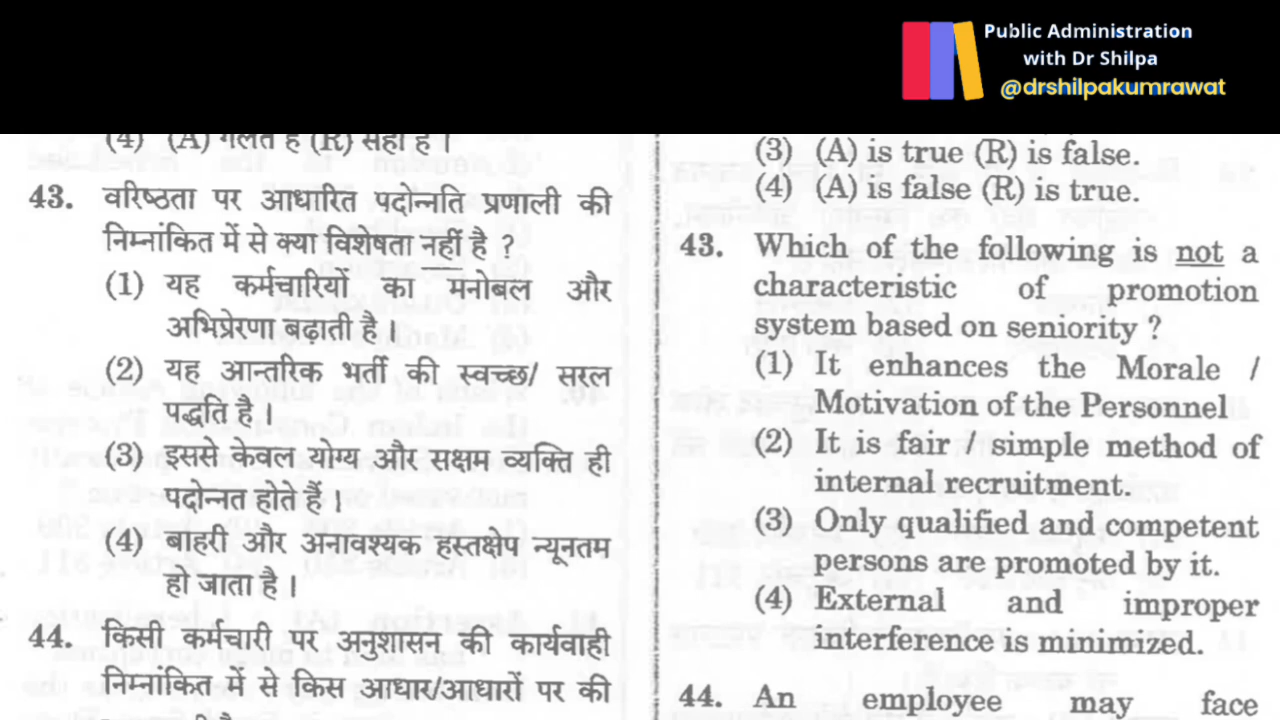 Public Administration
with Dr Shilpa
@drshilpakumrawat
(4) (A) गलत है (R) सही है ।
43. वरिष्ठता पर आधारित पदोन्नति प्रणाली की
निम्नांकित में से क्या विशेषता नहीं है ?
(1) यह कर्मचारियों का मनोबल और
अभिप्रेरणा बढ़ाती है ।
(2) यह आन्तरिक भर्ती की स्वच्छ/ सरल
पद्धति है ।
(3) इससे केवल योग्य और सक्षम व्यक्ति ही
पदोन्नत होते हैं ।
(4) बाहरी और अनावश्यक हस्तक्षेप न्यूनतम
हो जाता है ।
44. किसी कर्मचारी पर अनुशासन की कार्यवाही
निम्नांकित में से किस आधार/आधारों पर की
(3) (A) is true (R) is false.
(4) (A) is false (R) is true.
43. Which of the following is not a
characteristic of promotion
system based on seniority ?
(1) It enhances the Morale /
Motivation of the Personnel
(2) It is fair / simple method of
internal recruitment.
(3) Only qualified and competent
persons are promoted by it.
(4) External and improper
interference is minimized.
44. An employee may face